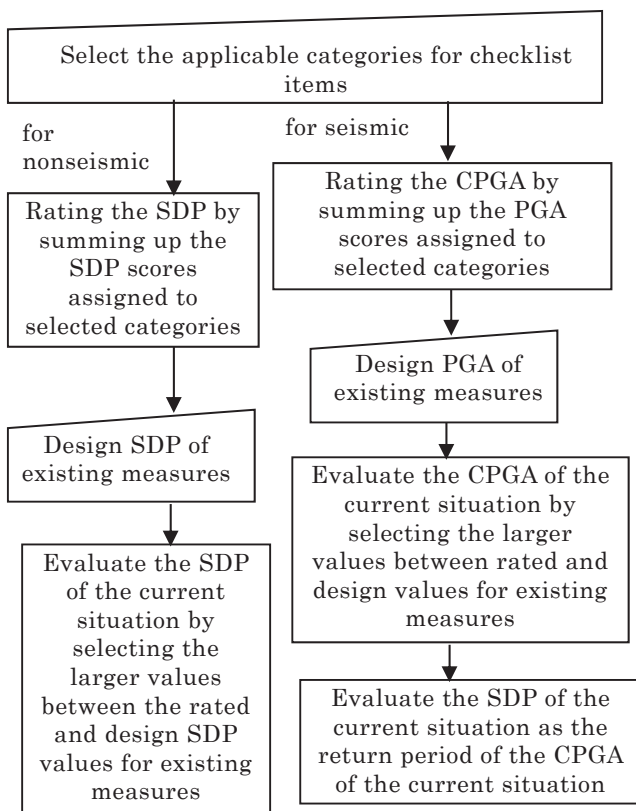 Select the applicable categories for checklist
items
for
nonseismic
for seismic
Rating the SDP by
summing up the
SDP scores
assigned to
selected categories
Design SDP of
existing measures
Evaluate the SDP
of the current
situation by
selecting the
larger values
between the rated
and design SDP
values for existing
measures
Rating the CPGA by
summing up the PGA
scores assigned to
selected categories
Design PGA of
existing measures
Evaluate the CPGA of the
current situation by
selecting the larger
values between rated and
design values for existing
measures
Evaluate the SDP of the
current situation as the
return period of the CPGA
of the current situation